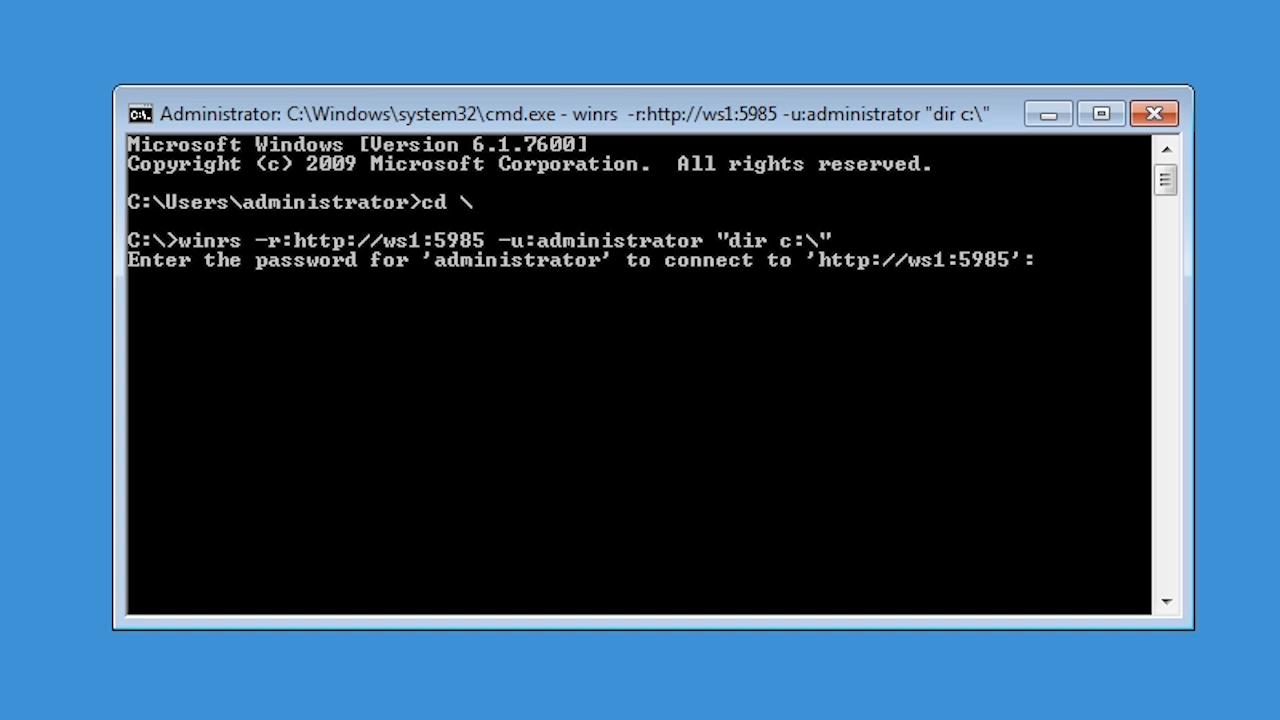 Administrator: C:\Windows\system32\cmd.exe - winrs  -r:http://ws1:5985 -u:administrator "dir c:\"
Microsoft Windows [Version 6.1.7600]
Copyright (c) 2009 Microsoft Corporation.  All rights reserved.
C:\Users\administrator>cd \
C:\>winrs -r:http://ws1:5985 -u:administrator "dir c:\"
Enter the password for 'administrator' to connect to 'http://ws1:5985':